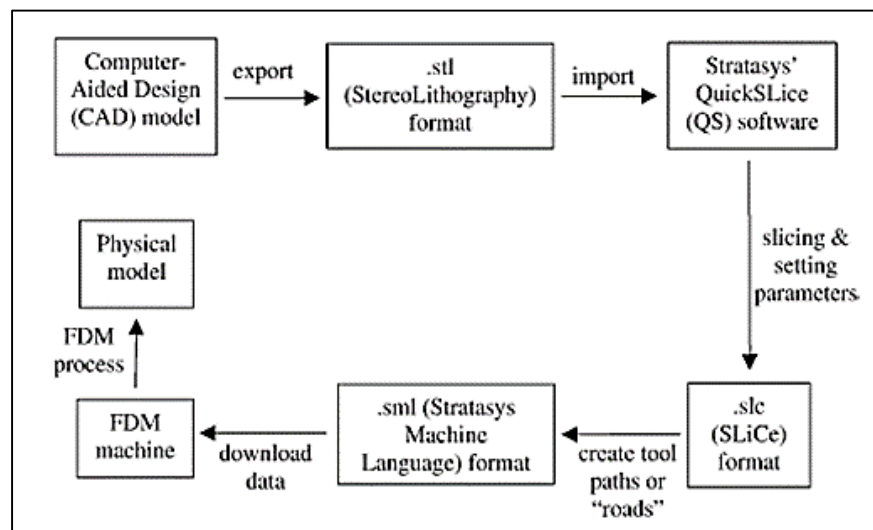 Computer-
Aided Design
(CAD) model
export
.stl
(StereoLithography)
format
import
Stratasys'
QuickSLice
(QS) software
slicing &
setting
parameters
.slc
(SLiCe)
format
create tool
paths or
“roads”
.sml (Stratasys
Machine
Language) format
download
data
FDM
machine
FDM
process
Physical
model